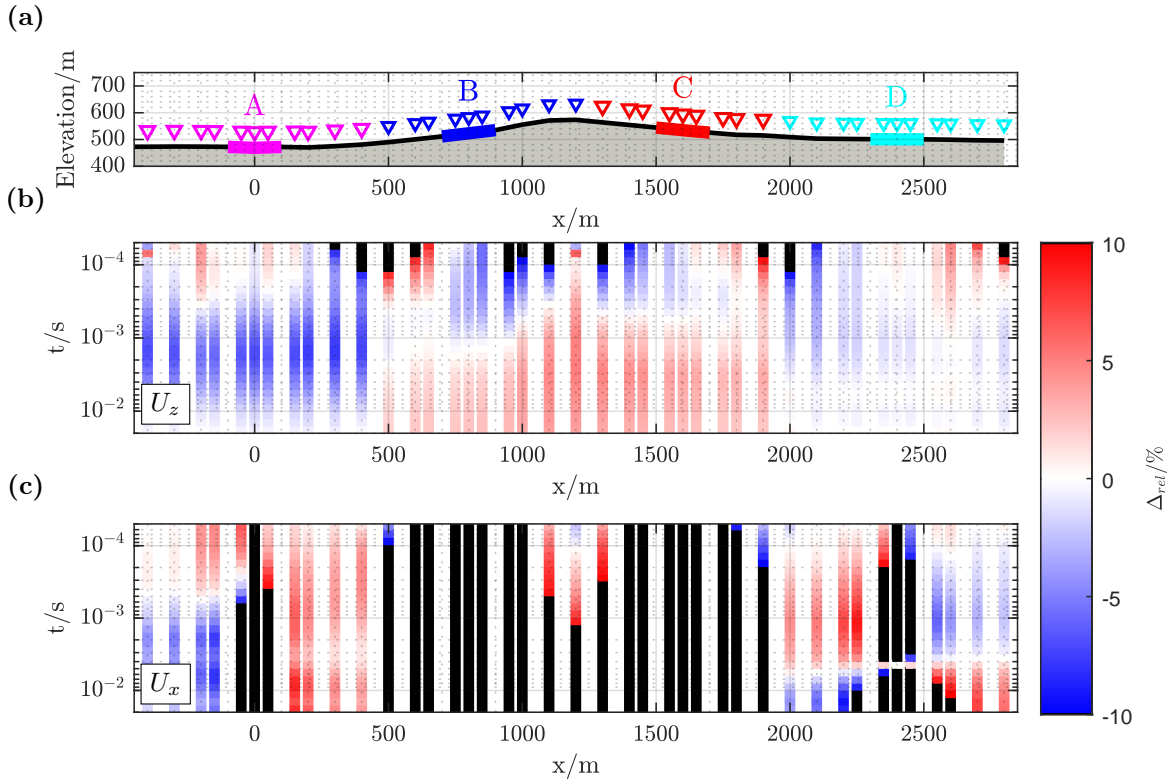 (a)
700
600
500
400
Elevation/m
A
B
C
D
0
500
1000
1500
2000
2500
x/m
(b)
10⁻⁴
10⁻³
10⁻²
t/s
U_z
0
500
1000
1500
2000
2500
x/m
(c)
10⁻⁴
10⁻³
10⁻²
t/s
U_x
0
500
1000
1500
2000
2500
x/m
10
5
0
-5
-10
Δ_rel/%